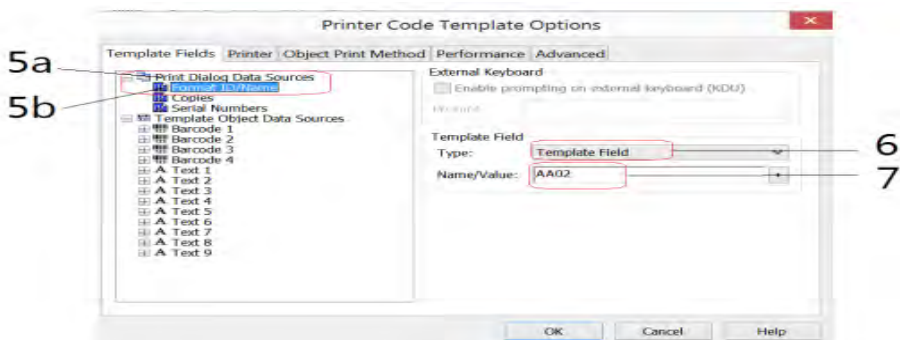 Printer Code Template Options
Template Fields Printer Object Print Method Performance Advanced
5a
Print Dialog Data Sources
5b
Format ID/Name
Copies
Serial Numbers
Template Object Data Sources
Barcode 1
Barcode 2
Barcode 3
Barcode 4
A Text 1
A Text 2
A Text 3
A Text 4
A Text 5
A Text 6
A Text 7
A Text 8
A Text 9
External Keyboard
Enable prompting on external keyboard (KDU)
Template Field
Type: Template Field
6
Name/Value: AA02
7
OK Cancel Help